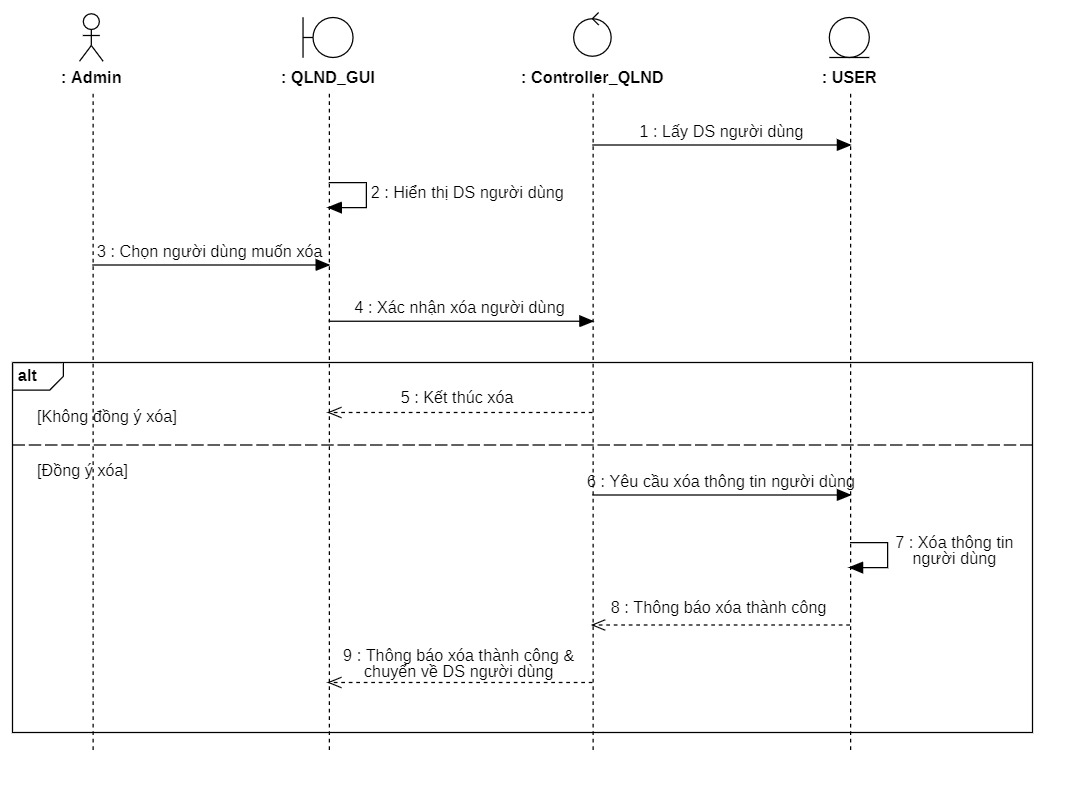 : Admin
: QLND_GUI
: Controller_QLND
: USER
1 : Lấy DS người dùng
2 : Hiển thị DS người dùng
3 : Chọn người dùng muốn xóa
4 : Xác nhận xóa người dùng
alt
5 : Kết thúc xóa
[Không đồng ý xóa]
[Đồng ý xóa]
6 : Yêu cầu xóa thông tin người dùng
7 : Xóa thông tin
người dùng
8 : Thông báo xóa thành công
9 : Thông báo xóa thành công &
chuyển về DS người dùng